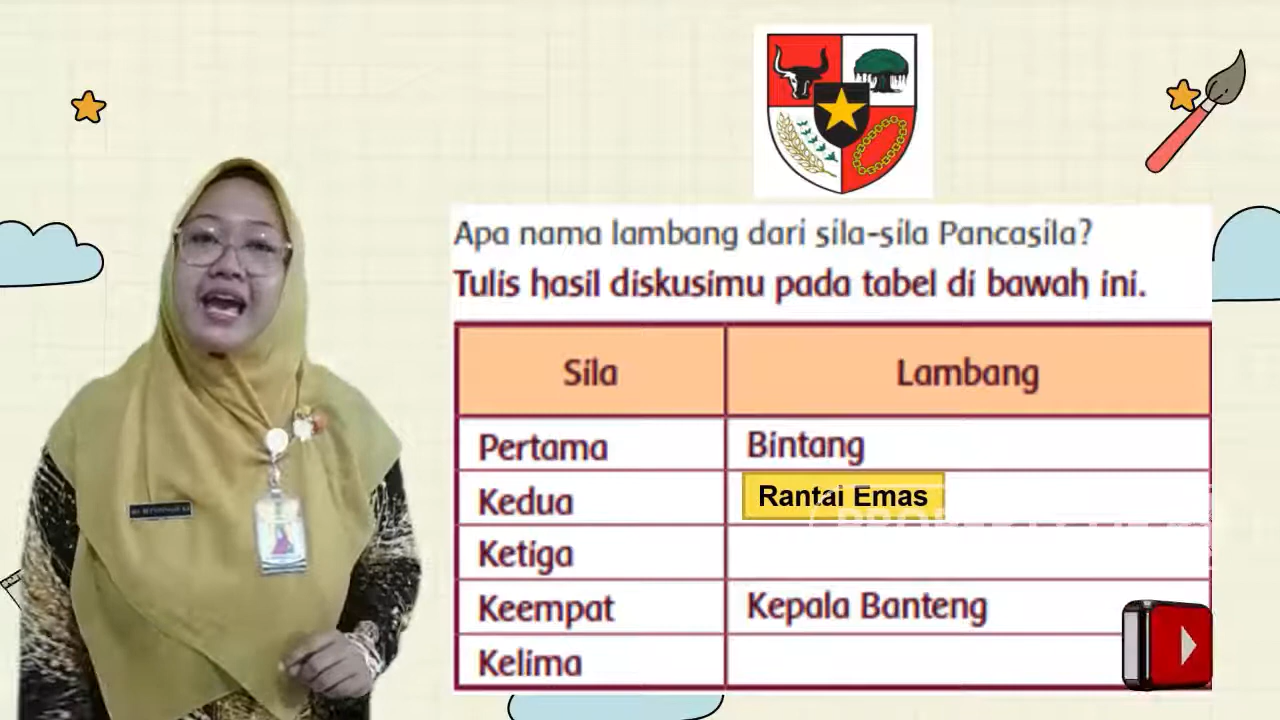 Apa nama lambang dari sila-sila Pancasila?
Tulis hasil diskusimu pada tabel di bawah ini.
Sila Lambang
Pertama Bintang
Kedua Rantai Emas
Ketiga
Keempat Kepala Banteng
Kelima